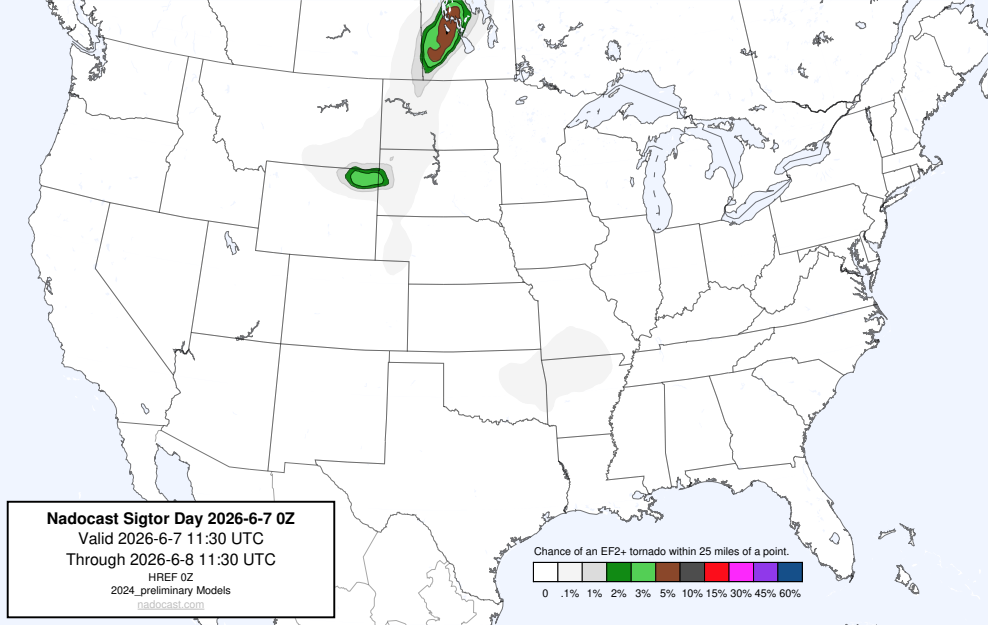 Nadocast Sigtor Day 2026-6-7 0Z
Valid 2026-6-7 11:30 UTC
Through 2026-6-8 11:30 UTC
HREF 0Z
2024_preliminary Models
nadocast.com
Chance of an EF2+ tornado within 25 miles of a point.
0 .1% 1% 2% 3% 5% 10% 15% 30% 45% 60%